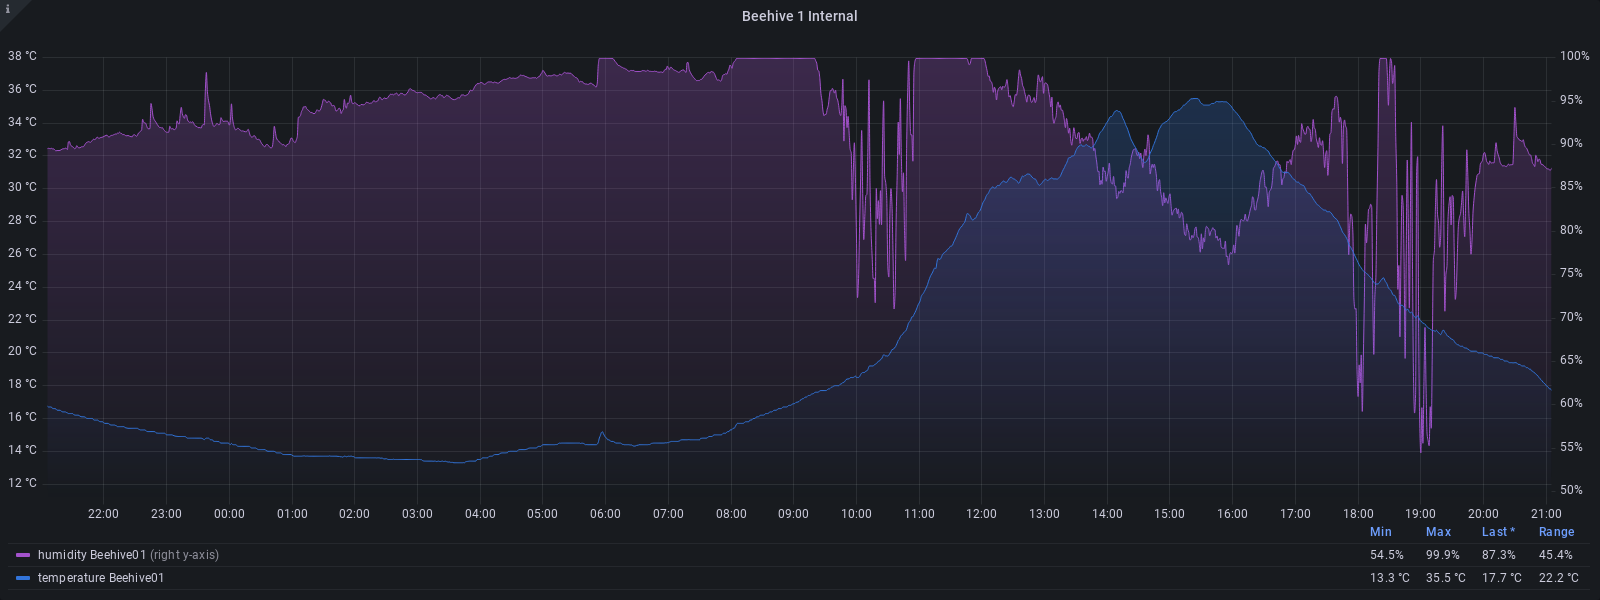 i
Beehive 1 Internal
38 °C 100%
36 °C 95%
34 °C 90%
32 °C 85%
30 °C 80%
28 °C 75%
26 °C 70%
24 °C 65%
22 °C 60%
20 °C 55%
18 °C 50%
16 °C
14 °C
12 °C
22:00 23:00 00:00 01:00 02:00 03:00 04:00 05:00 06:00 07:00 08:00 09:00 10:00 11:00 12:00 13:00 14:00 15:00 16:00 17:00 18:00 19:00 20:00 21:00
Min Max Last * Range
humidity Beehive01 (right y-axis) 54.5% 99.9% 87.3% 45.4%
temperature Beehive01 13.3 °C 35.5 °C 17.7 °C 22.2 °C